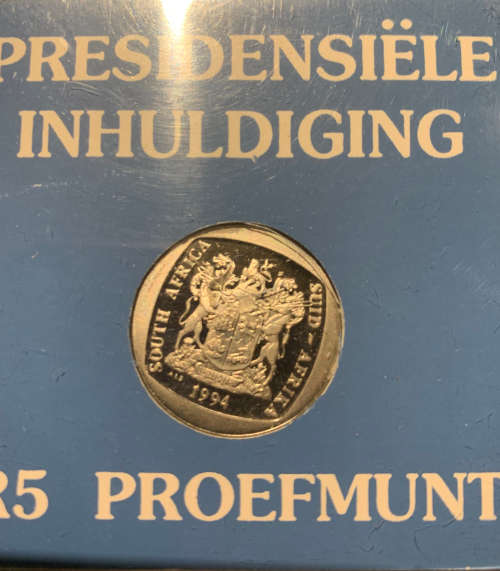 PRESIDENSIËLE
INHULDIGING
SOUTH AFRICA
SUID-AFRIKA
1994
R5 PROEFMUNT